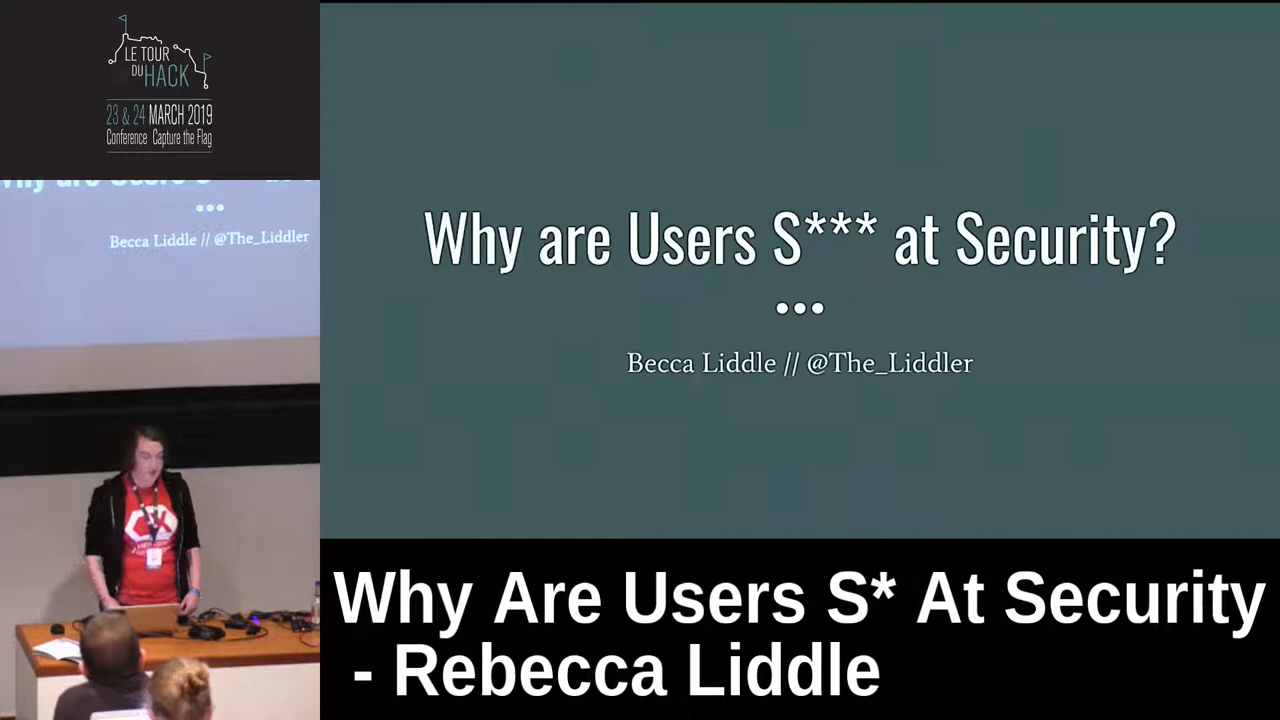 LE TOUR
DU HACK
23 & 24 MARCH 2019
Conference Capture the Flag
Why are Users S*** at Security?
Becca Liddle // @The_Liddler
Becca Liddle // @The_Liddler
Why Are Users S* At Security
- Rebecca Liddle